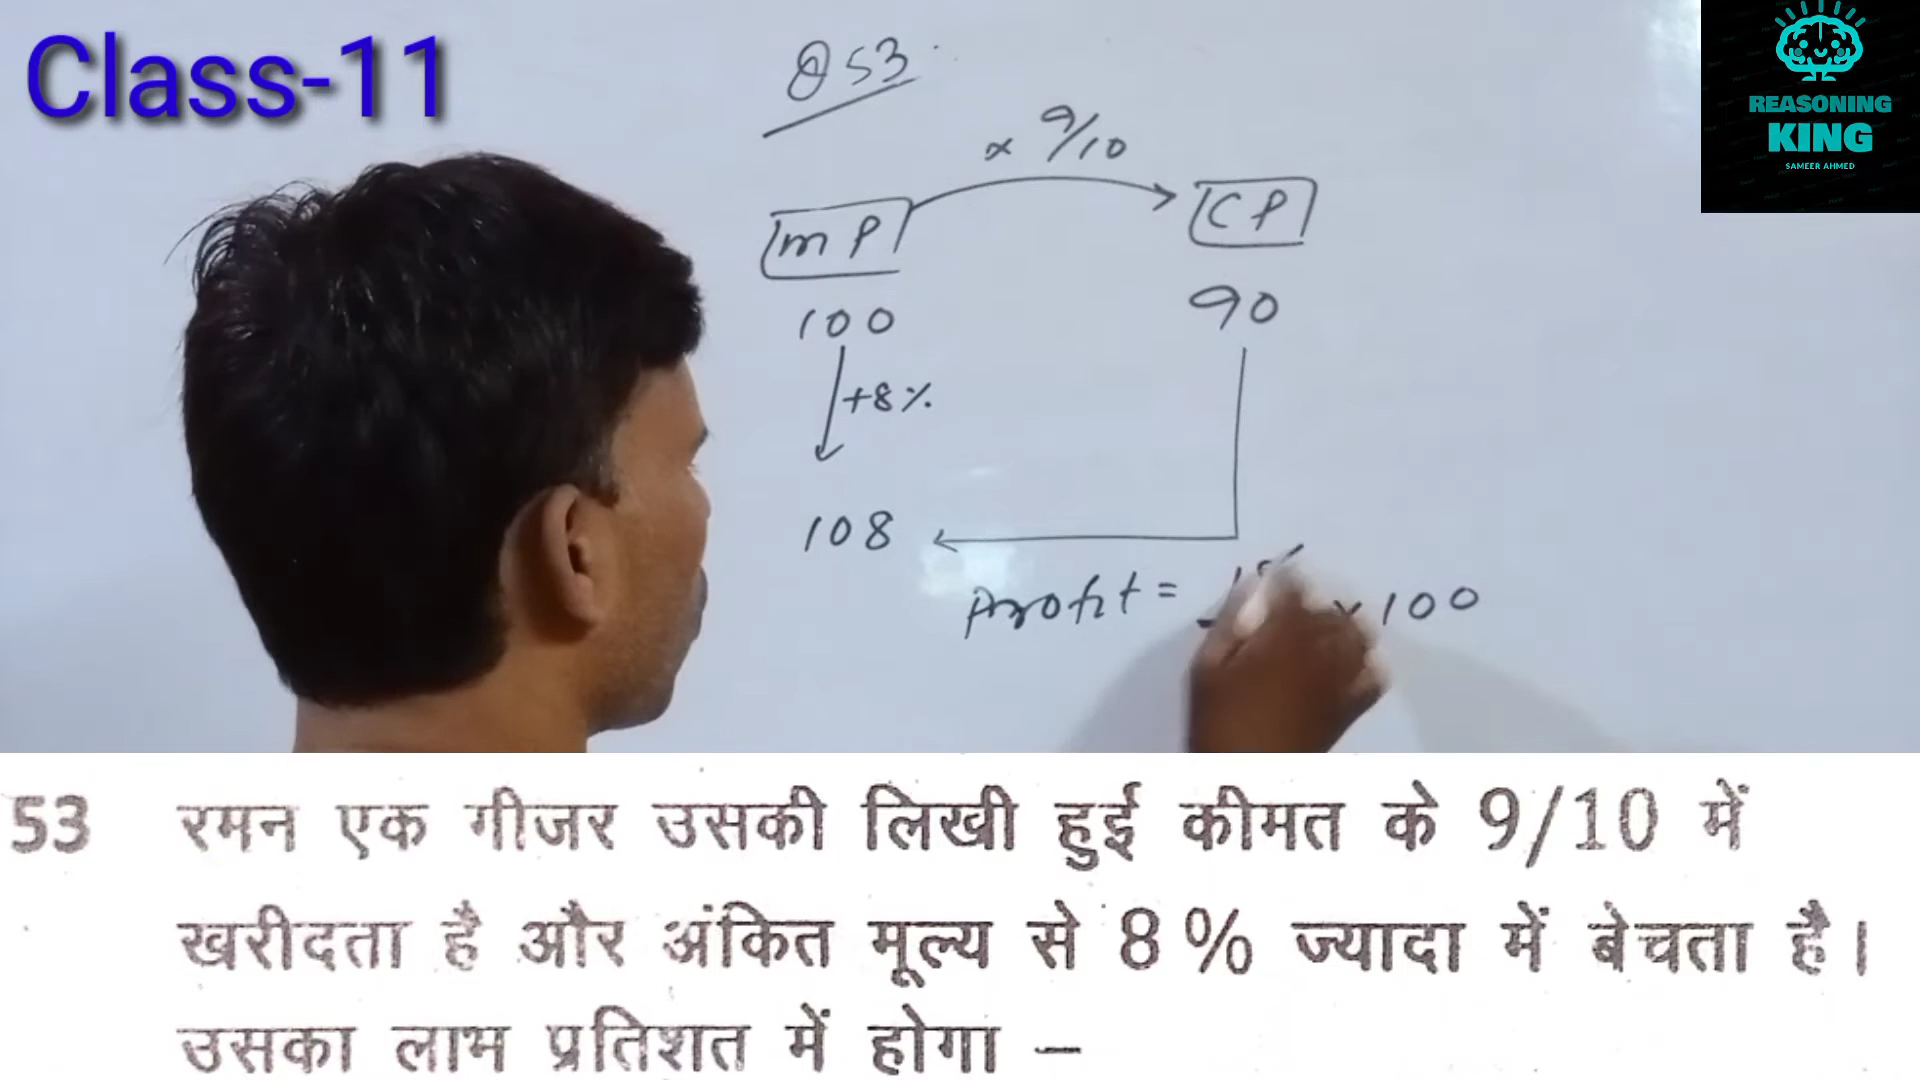 Class-11
Q53
REASONING
KING
SAMEER AHMED
x 9/10
MP
CP
100
90
+8%
108
Profit =
x 100
53 रमन एक गीजर उसकी लिखी हुई कीमत के 9/10 में
खरीदता है और अंकित मूल्य से 8% ज्यादा में बेचता है।
उसका लाभ प्रतिशत में होगा –